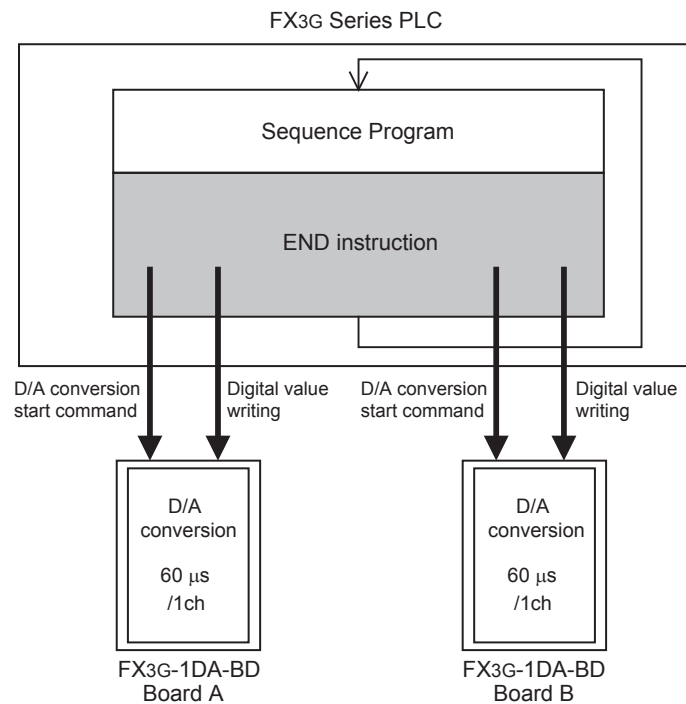 FX3G Series PLC
Sequence Program
END instruction
D/A conversion
start command
Digital value
writing
D/A conversion
start command
Digital value
writing
D/A
conversion
60 μs
/1ch
D/A
conversion
60 μs
/1ch
FX3G-1DA-BD
Board A
FX3G-1DA-BD
Board B